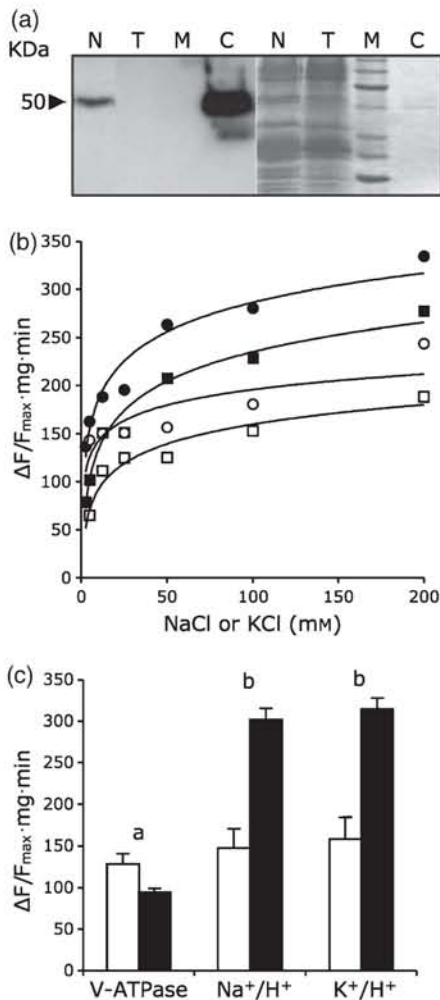 (a)
KDa N T M C N T M C
50
(b)
350
300
250
200
150
100
50
0
ΔF/Fmax·mg·min
0 50 100 150 200
NaCl or KCl (mM)
(c)
350
300
250
200
150
100
50
0
ΔF/Fmax·mg·min
a b b
V-ATPase Na⁺/H⁺ K⁺/H⁺